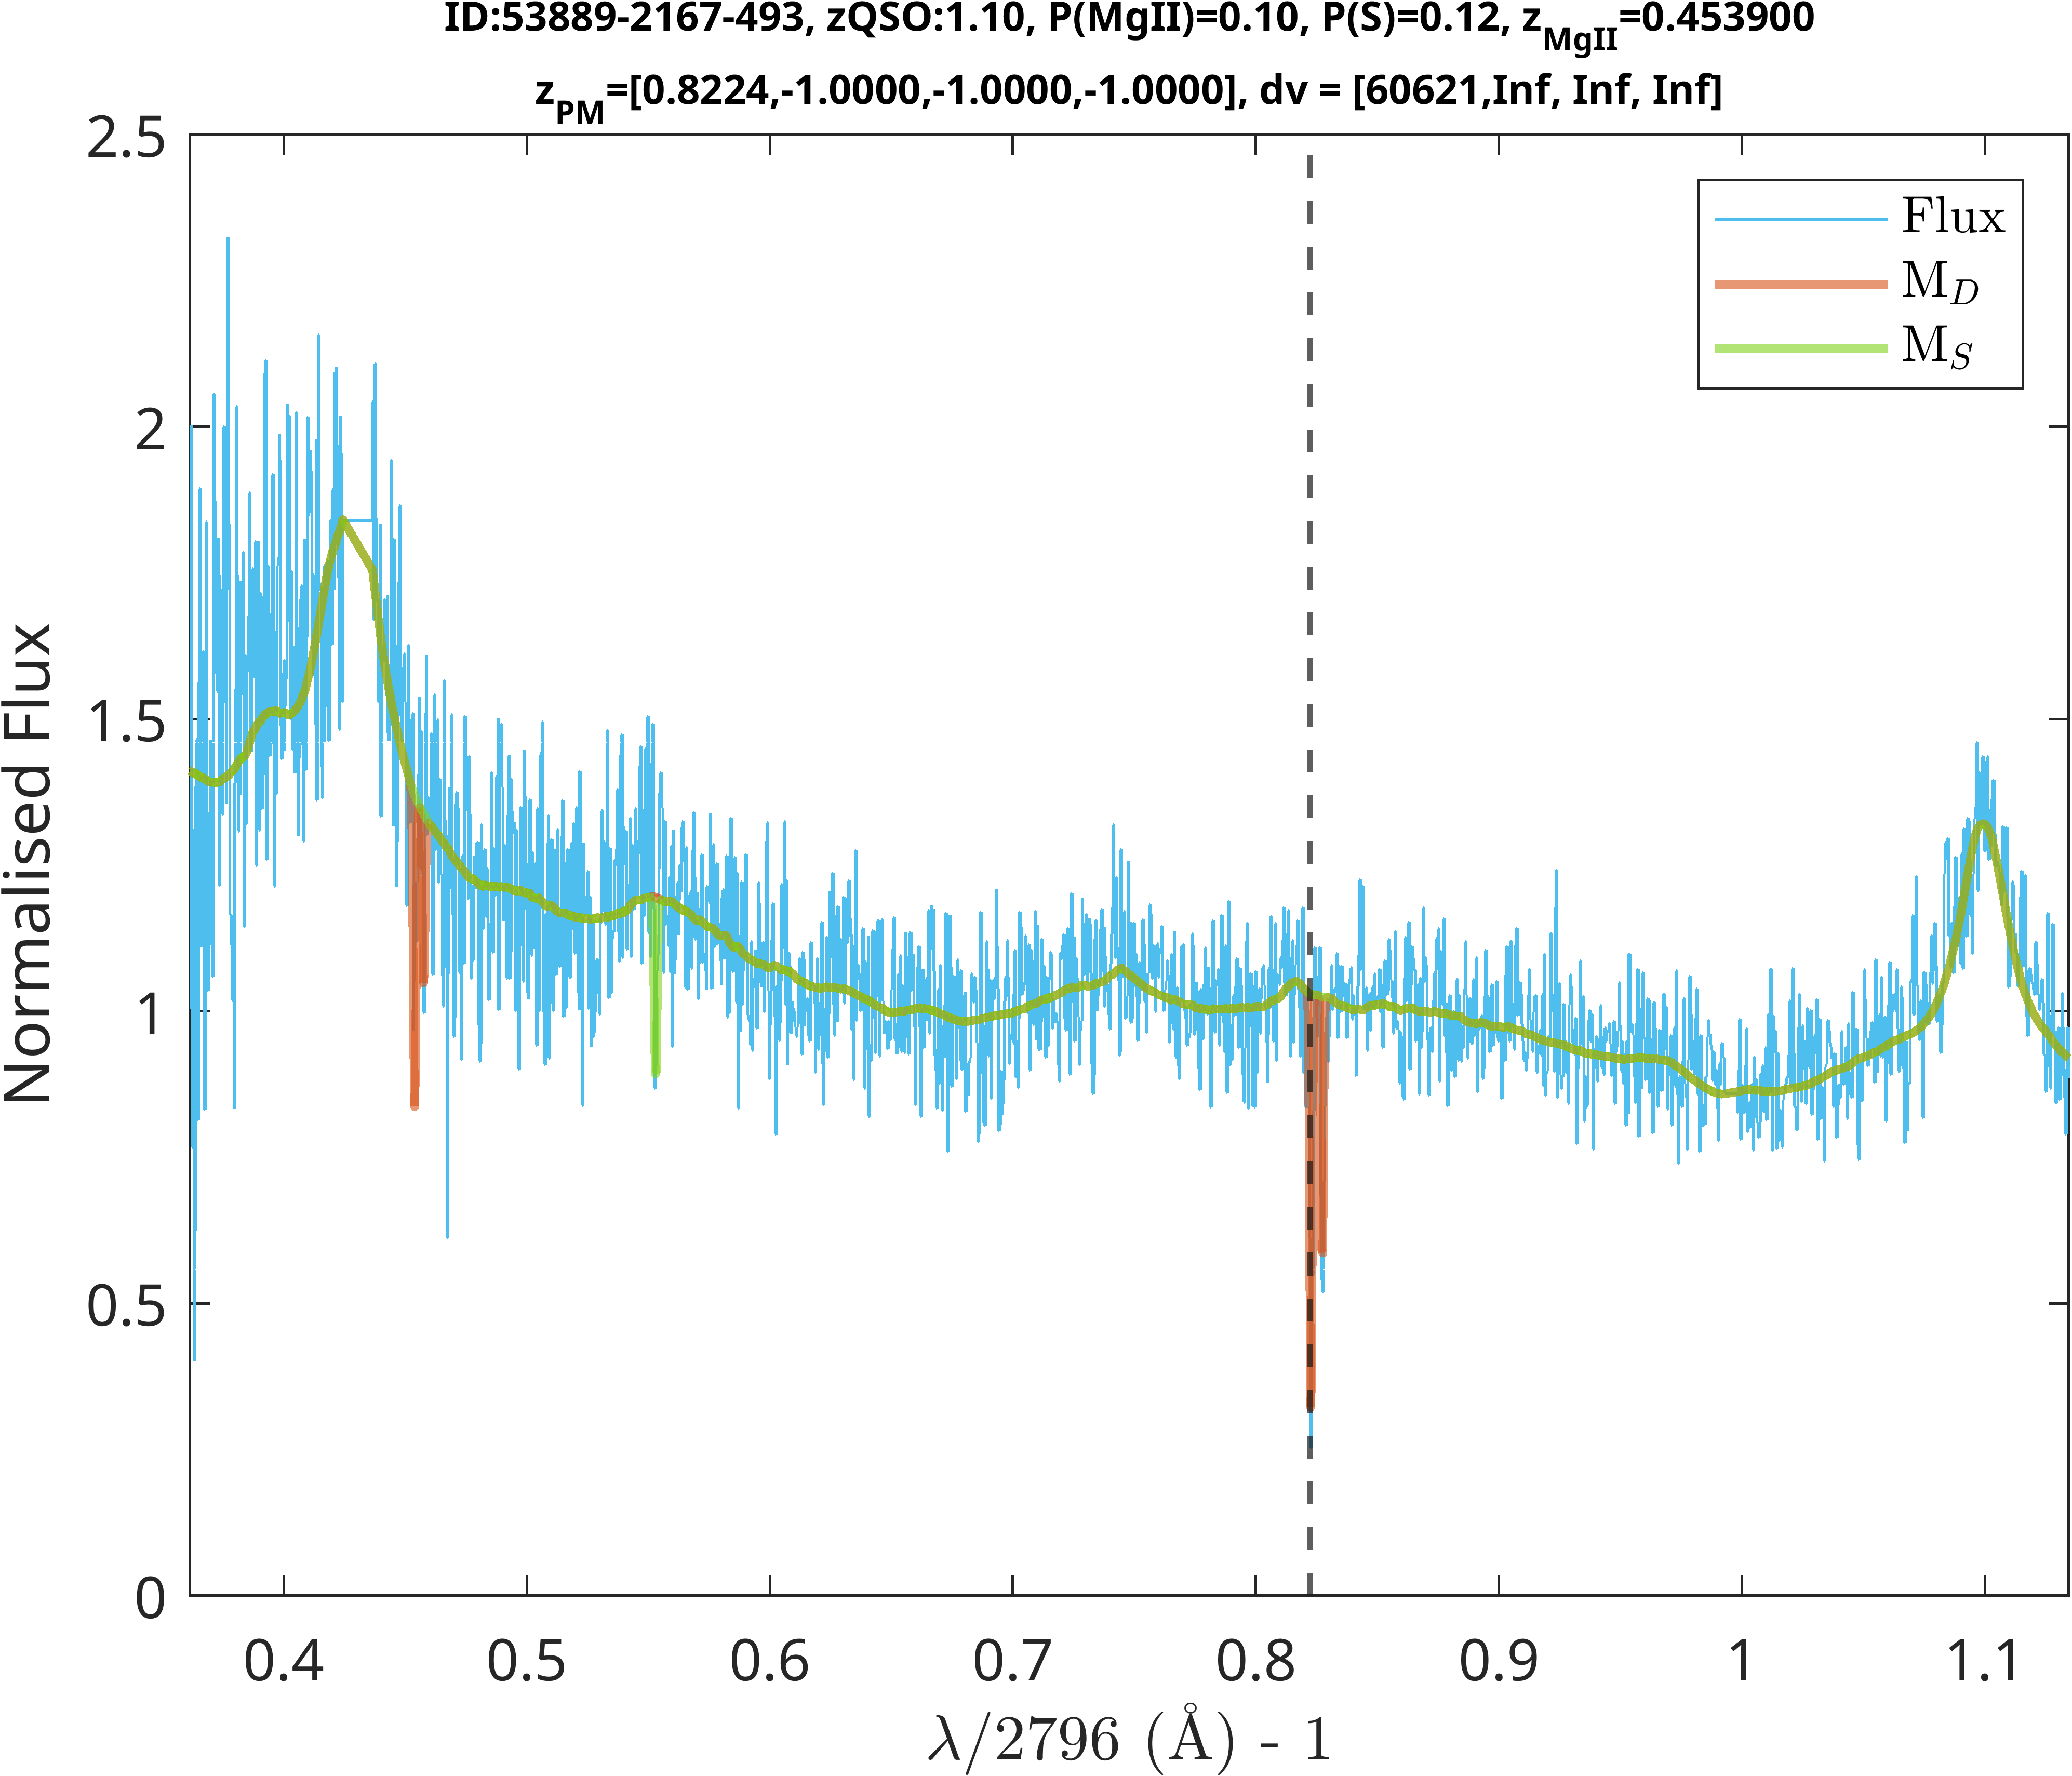 ID:53889-2167-493, zQSO:1.10, P(MgII)=0.10, P(S)=0.12, zMgII=0.453900
zPM=[0.8224,-1.0000,-1.0000,-1.0000], dv = [60621,Inf, Inf, Inf]
2.5
2
1.5
1
0.5
0
Normalised Flux
Flux
MD
MS
0.4 0.5 0.6 0.7 0.8 0.9 1 1.1
λ/2796 (Å) - 1